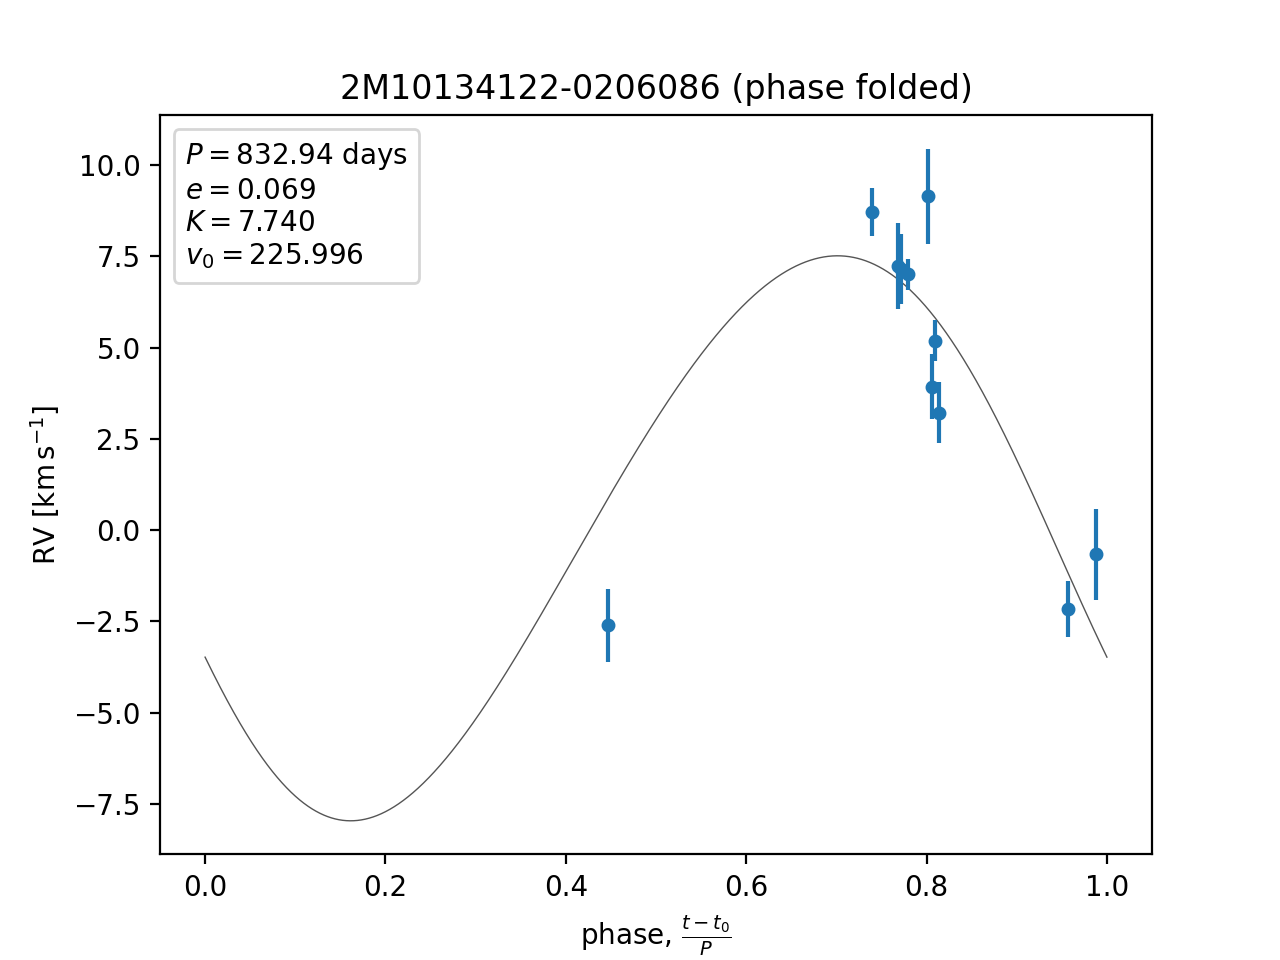 2M10134122-0206086 (phase folded)
P = 832.94 days
e = 0.069
K = 7.740
v₀ = 225.996
10.0
7.5
5.0
2.5
0.0
−2.5
−5.0
−7.5
RV [km s⁻¹]
0.0 0.2 0.4 0.6 0.8 1.0
phase, (t − t₀)/P